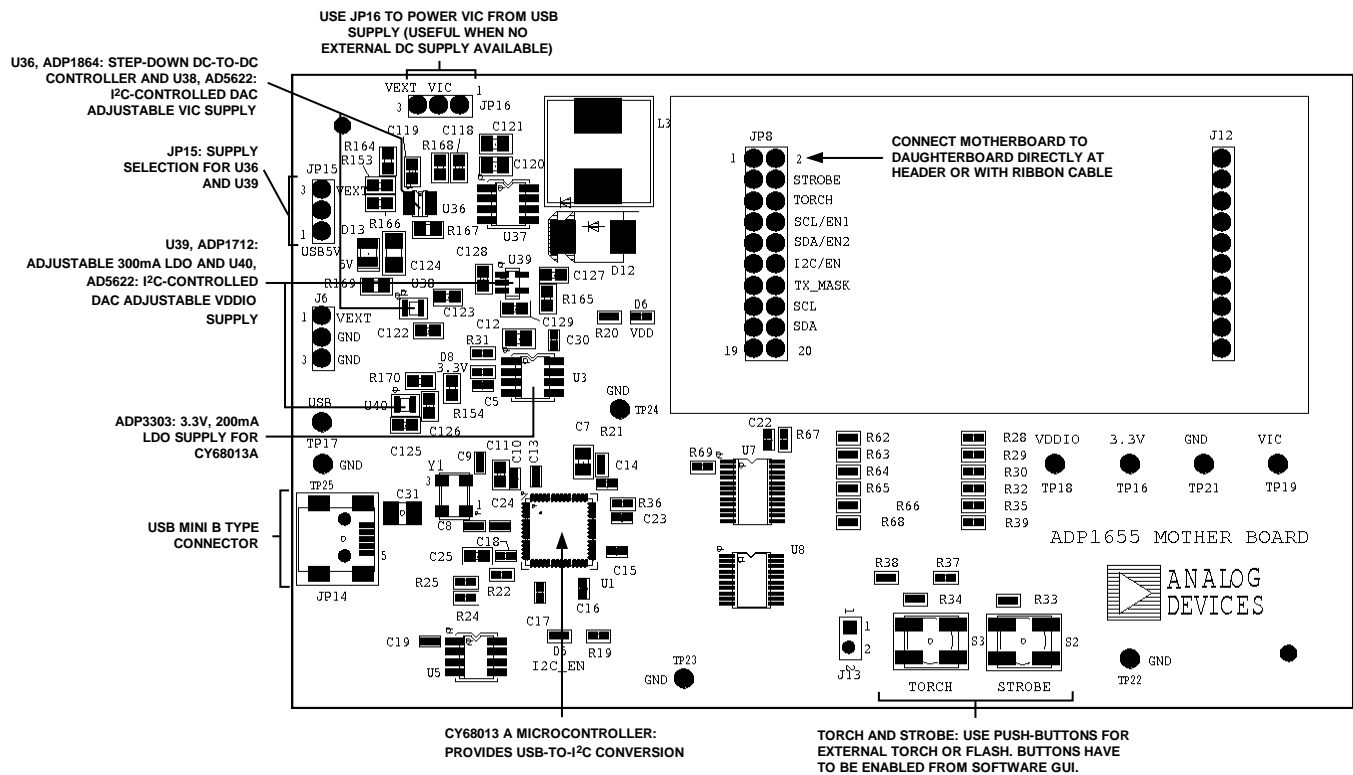 USE JP16 TO POWER VIC FROM USB
SUPPLY (USEFUL WHEN NO
EXTERNAL DC SUPPLY AVAILABLE)
U36, ADP1864: STEP-DOWN DC-TO-DC
CONTROLLER AND U38, AD5622:
I²C-CONTROLLED DAC
ADJUSTABLE VIC SUPPLY
JP15: SUPPLY
SELECTION FOR U36
AND U39
U39, ADP1712:
ADJUSTABLE 300mA LDO AND U40,
AD5622: I²C-CONTROLLED
DAC ADJUSTABLE VDDIO
SUPPLY
ADP3303: 3.3V, 200mA
LDO SUPPLY FOR
CY68013A
USB MINI B TYPE
CONNECTOR
VEXT VIC 1
3 JP16
C119 C118 C121
R164 R168
R153 C120
JP15
3 VEXT
U36
R166 R167 U37
1 D13
USB5V
5V C124 C128 U39
R169 U38 C127 D12
L3
R165
C123
J6
1 VEXT
GND
3 GND
C122 C12 C129 R20 D6
VDD
R31 C30
D8
3.3V
U3
R170 C5
GND
TP24
USB
U40 R154
C126
TP17 C125
GND
TP25
C7 R21
C9 C11 C10 C13 C14
Y1
3
1
C31 C24 R36
C8 C23
5 C18
C25 C15
JP14
R25 R22 U1
R24 C17 C16
C19 D5 R19
U5 I2C_EN
TP23
GND
JP8 J12
1 2
STROBE
TORCH
SCL/EN1
SDA/EN2
I2C/EN
TX_MASK
SCL
SDA
19 20
CONNECT MOTHERBOARD TO
DAUGHTERBOARD DIRECTLY AT
HEADER OR WITH RIBBON CABLE
C22 R67
R69 U7
R62 R28
R63 R29
R64 R30
R65 R32
R66 R35
R68 R39
U8
VDDIO 3.3V GND VIC
TP18 TP16 TP21 TP19
ADP1655 MOTHER BOARD
ANALOG
DEVICES
R38 R37
R34 R33
1
1
2
2
J13
S3 S2
TORCH STROBE
GND
TP22
CY68013 A MICROCONTROLLER:
PROVIDES USB-TO-I²C CONVERSION
TORCH AND STROBE: USE PUSH-BUTTONS FOR
EXTERNAL TORCH OR FLASH. BUTTONS HAVE
TO BE ENABLED FROM SOFTWARE GUI.